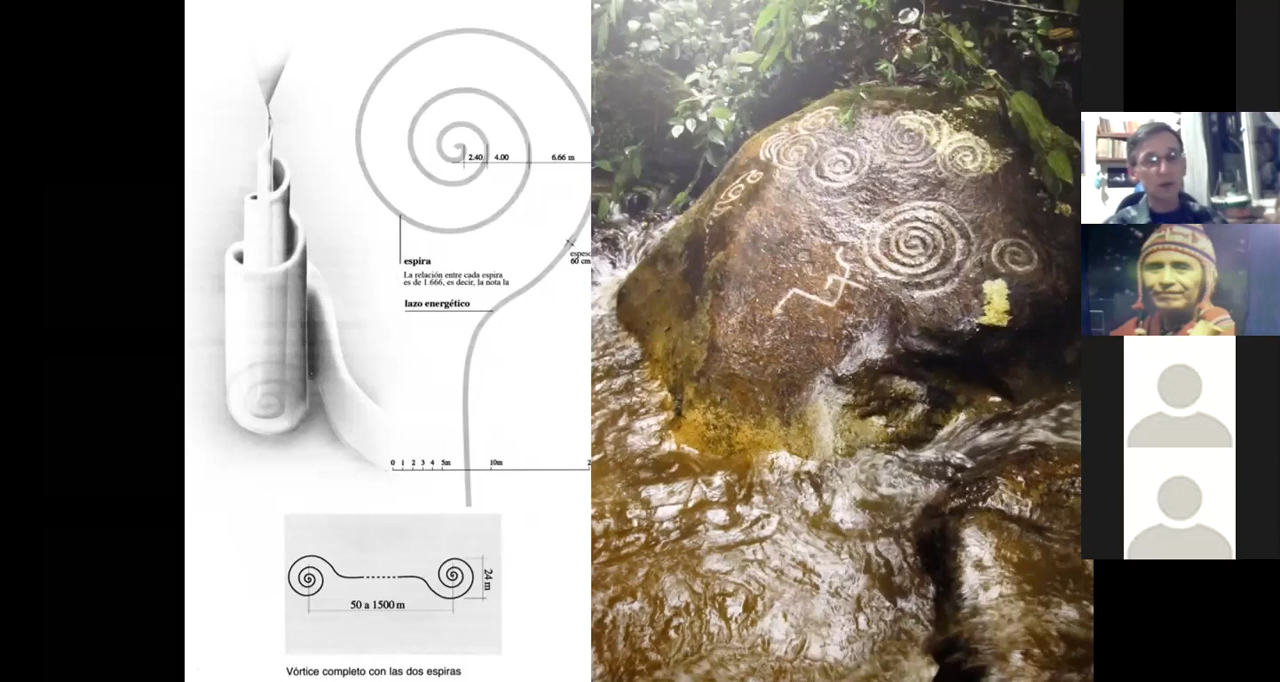 2.40
4.00
6.66 m
espira
La relación entre cada espira
es de 1.666, es decir, la nota la
60 cm
lazo energético
0 1 2 3 4 5m 10m
24 m
50 a 1500 m
Vórtice completo con las dos espiras